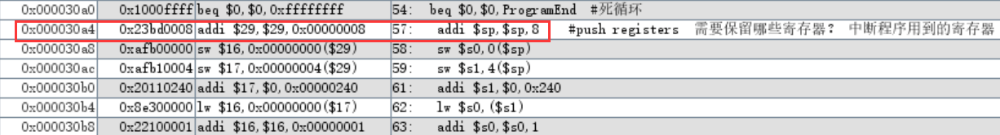 0x000030a0 0x1000ffff beq $0,$0,0xffffffff 54: beq $0,$0,ProgramEnd #死循环
0x000030a4 0x23bd0008 addi $29,$29,0x00000008 57: addi $sp,$sp,8 #push registers 需要保留哪些寄存器? 中断程序用到的寄存器
0x000030a8 0xafb00000 sw $16,0x00000000($29) 58: sw $s0,0($sp)
0x000030ac 0xafb10004 sw $17,0x00000004($29) 59: sw $s1,4($sp)
0x000030b0 0x20110240 addi $17,$0,0x00000240 61: addi $s1,$0,0x240
0x000030b4 0x8e300000 lw $16,0x00000000($17) 62: lw $s0,($s1)
0x000030b8 0x22100001 addi $16,$16,0x00000001 63: addi $s0,$s0,1